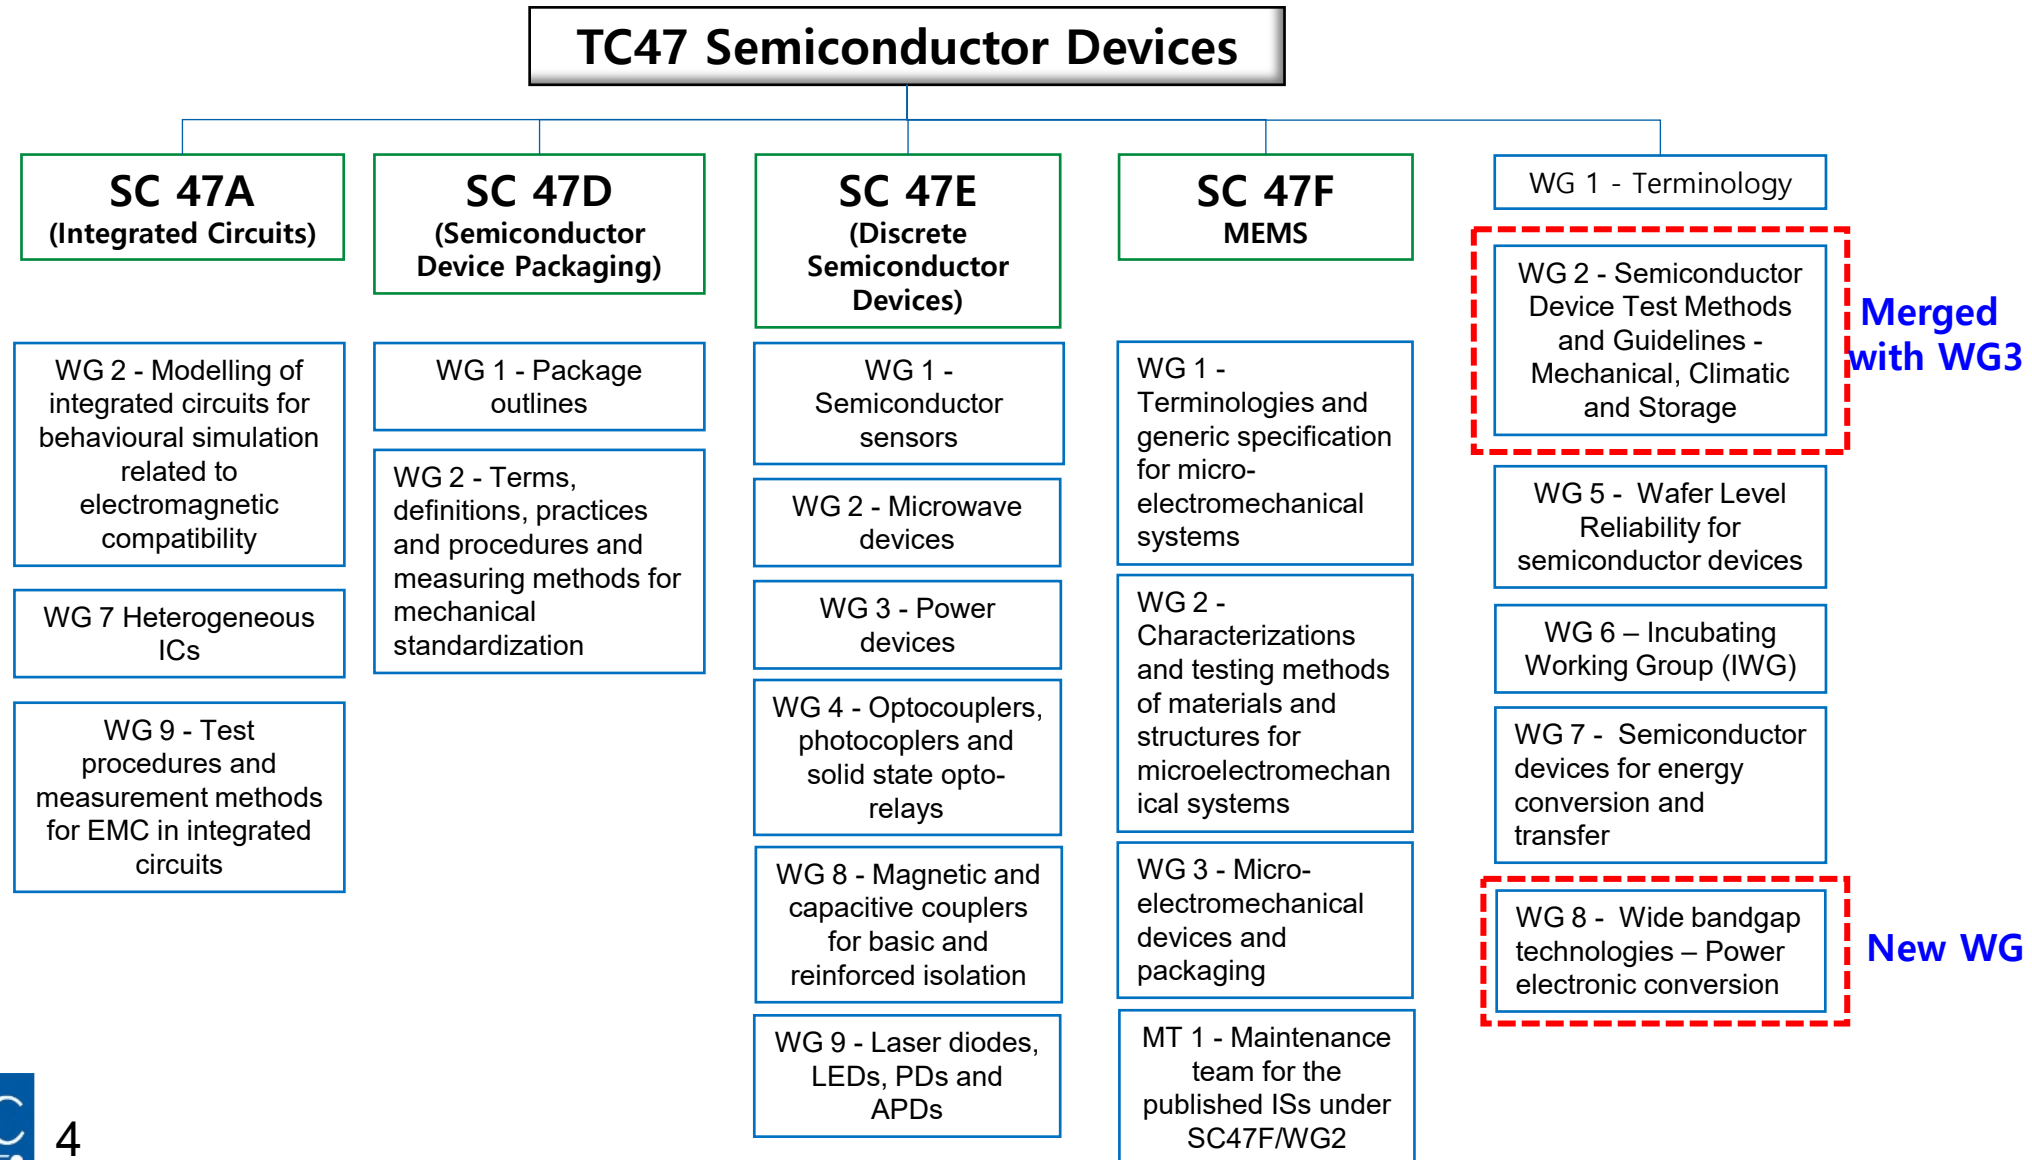 TC47 Semiconductor Devices
SC 47A
(Integrated Circuits)
WG 2 - Modelling of
integrated circuits for
behavioural simulation
related to
electromagnetic
compatibility
WG 7 Heterogeneous
ICs
WG 9 - Test
procedures and
measurement methods
for EMC in integrated
circuits
SC 47D
(Semiconductor
Device Packaging)
WG 1 - Package
outlines
WG 2 - Terms,
definitions, practices
and procedures and
measuring methods for
mechanical
standardization
SC 47E
(Discrete
Semiconductor
Devices)
WG 1 -
Semiconductor
sensors
WG 2 - Microwave
devices
WG 3 - Power
devices
WG 4 - Optocouplers,
photocoplers and
solid state opto-
relays
WG 8 - Magnetic and
capacitive couplers
for basic and
reinforced isolation
WG 9 - Laser diodes,
LEDs, PDs and
APDs
SC 47F
MEMS
WG 1 -
Terminologies and
generic specification
for micro-
electromechanical
systems
WG 2 -
Characterizations
and testing methods
of materials and
structures for
microelectromechan
ical systems
WG 3 - Micro-
electromechanical
devices and
packaging
MT 1 - Maintenance
team for the
published ISs under
SC47F/WG2
WG 1 - Terminology
WG 2 - Semiconductor
Device Test Methods
and Guidelines -
Mechanical, Climatic
and Storage
Merged
with WG3
WG 5 - Wafer Level
Reliability for
semiconductor devices
WG 6 – Incubating
Working Group (IWG)
WG 7 - Semiconductor
devices for energy
conversion and
transfer
WG 8 - Wide bandgap
technologies – Power
electronic conversion
New WG
C
4